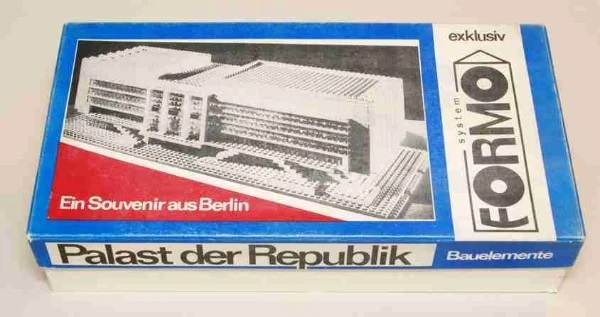 exklusiv
system
FORMO
Ein Souvenir aus Berlin
Palast der Republik
Bauelemente